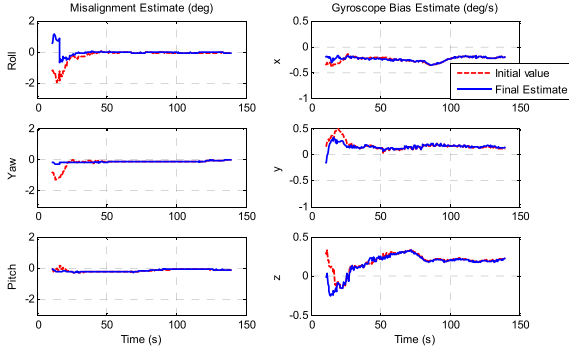 Misalignment Estimate (deg)
Gyroscope Bias Estimate (deg/s)
Roll
2
0
-2
0 50 100 150
x
0.5
0
-0.5
-1
0 50 100 150
Initial value
Final Estimate
Yaw
2
0
-2
0 50 100 150
y
0.5
0
-0.5
-1
0 50 100 150
Pitch
2
0
-2
0 50 100 150
Time (s)
z
0.5
0
-0.5
0 50 100 150
Time (s)